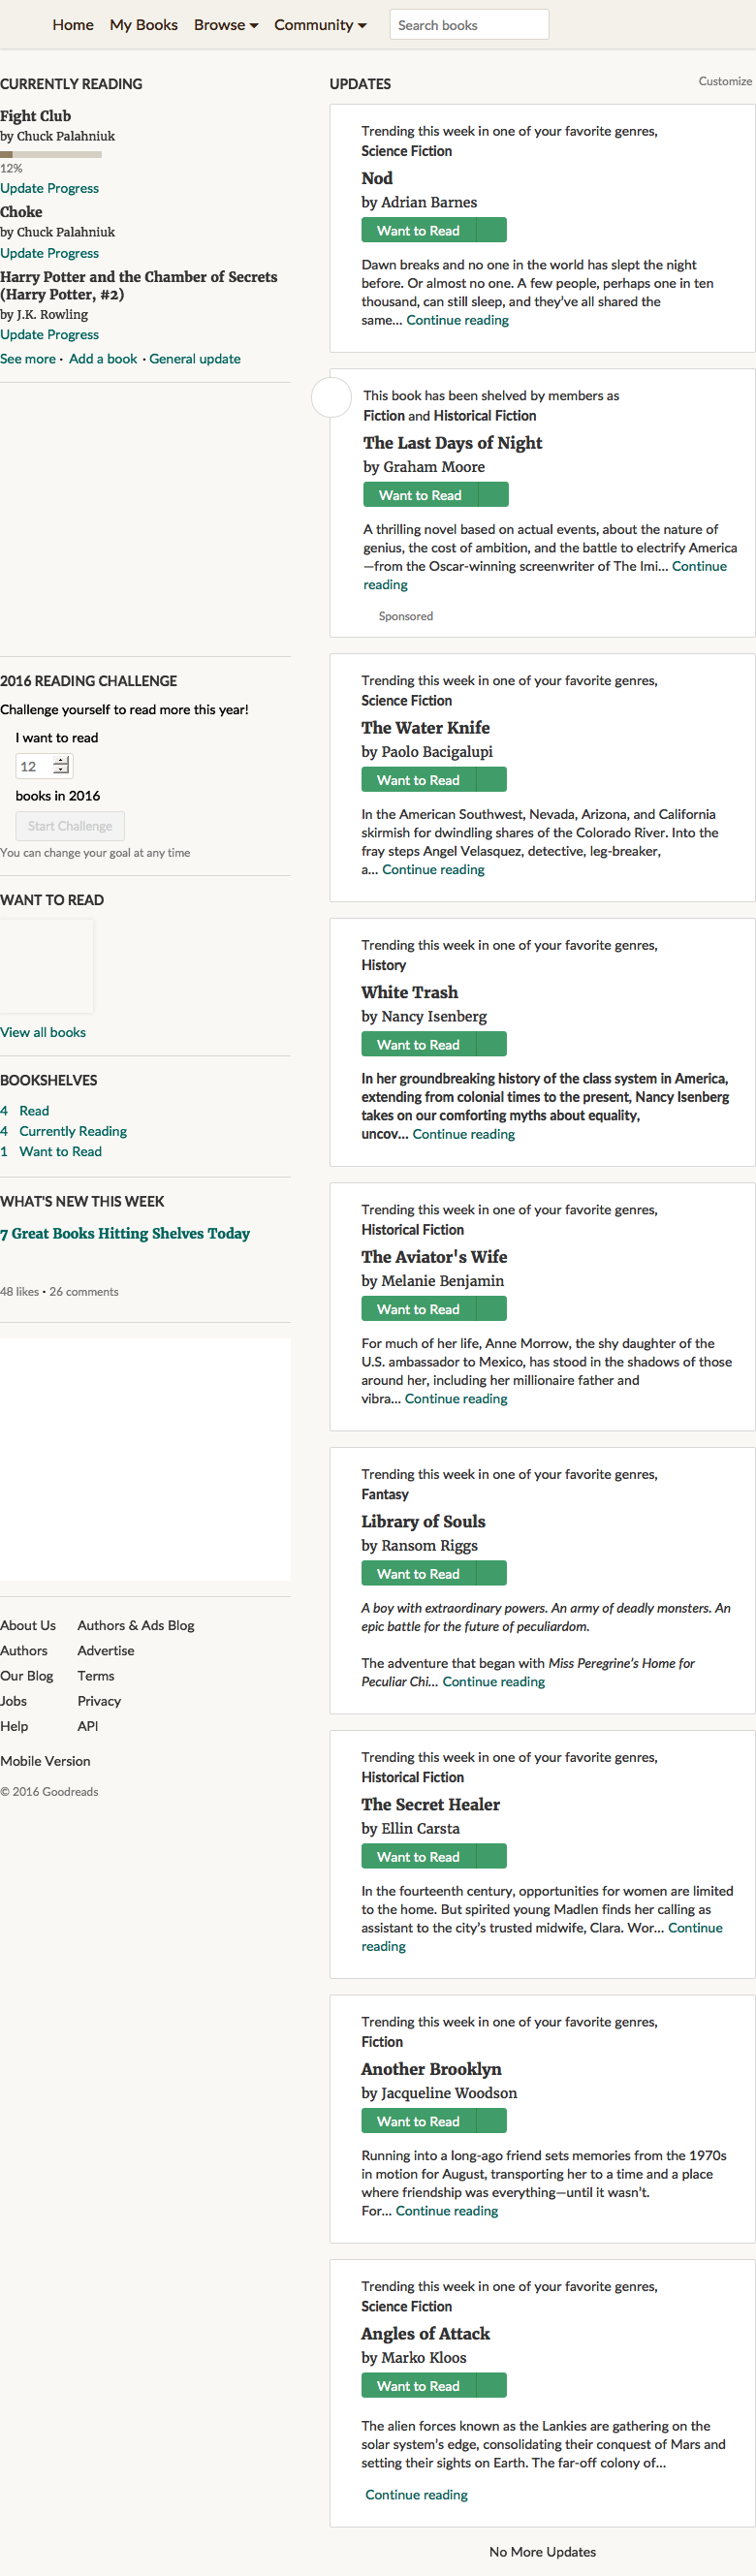 Home My Books Browse Community Search books
CURRENTLY READING
Fight Club
by Chuck Palahniuk
12%
Update Progress
Choke
by Chuck Palahniuk
Update Progress
Harry Potter and the Chamber of Secrets
(Harry Potter, #2)
by J.K. Rowling
Update Progress
See more · Add a book · General update
2016 READING CHALLENGE
Challenge yourself to read more this year!
I want to read
12
books in 2016
Start Challenge
You can change your goal at any time
WANT TO READ
View all books
BOOKSHELVES
4 Read
4 Currently Reading
1 Want to Read
WHAT'S NEW THIS WEEK
7 Great Books Hitting Shelves Today
48 likes • 26 comments
About Us Authors & Ads Blog
Authors Advertise
Our Blog Terms
Jobs Privacy
Help API
Mobile Version
© 2016 Goodreads
UPDATES Customize
Trending this week in one of your favorite genres,
Science Fiction
Nod
by Adrian Barnes
Want to Read
Dawn breaks and no one in the world has slept the night
before. Or almost no one. A few people, perhaps one in ten
thousand, can still sleep, and they've all shared the
same... Continue reading
This book has been shelved by members as
Fiction and Historical Fiction
The Last Days of Night
by Graham Moore
Want to Read
A thrilling novel based on actual events, about the nature of
genius, the cost of ambition, and the battle to electrify America
—from the Oscar-winning screenwriter of The Imi... Continue
reading
Sponsored
Trending this week in one of your favorite genres,
Science Fiction
The Water Knife
by Paolo Bacigalupi
Want to Read
In the American Southwest, Nevada, Arizona, and California
skirmish for dwindling shares of the Colorado River. Into the
fray steps Angel Velasquez, detective, leg-breaker,
a... Continue reading
Trending this week in one of your favorite genres,
History
White Trash
by Nancy Isenberg
Want to Read
In her groundbreaking history of the class system in America,
extending from colonial times to the present, Nancy Isenberg
takes on our comforting myths about equality,
uncov... Continue reading
Trending this week in one of your favorite genres,
Historical Fiction
The Aviator's Wife
by Melanie Benjamin
Want to Read
For much of her life, Anne Morrow, the shy daughter of the
U.S. ambassador to Mexico, has stood in the shadows of those
around her, including her millionaire father and
vibra... Continue reading
Trending this week in one of your favorite genres,
Fantasy
Library of Souls
by Ransom Riggs
Want to Read
A boy with extraordinary powers. An army of deadly monsters. An
epic battle for the future of peculiardom.
The adventure that began with Miss Peregrine's Home for
Peculiar Chi... Continue reading
Trending this week in one of your favorite genres,
Historical Fiction
The Secret Healer
by Ellin Carsta
Want to Read
In the fourteenth century, opportunities for women are limited
to the home. But spirited young Madlen finds her calling as
assistant to the city's trusted midwife, Clara. Wor... Continue
reading
Trending this week in one of your favorite genres,
Fiction
Another Brooklyn
by Jacqueline Woodson
Want to Read
Running into a long-ago friend sets memories from the 1970s
in motion for August, transporting her to a time and a place
where friendship was everything—until it wasn't.
For... Continue reading
Trending this week in one of your favorite genres,
Science Fiction
Angles of Attack
by Marko Kloos
Want to Read
The alien forces known as the Lankies are gathering on the
solar system's edge, consolidating their conquest of Mars and
setting their sights on Earth. The far-off colony of...
Continue reading
No More Updates